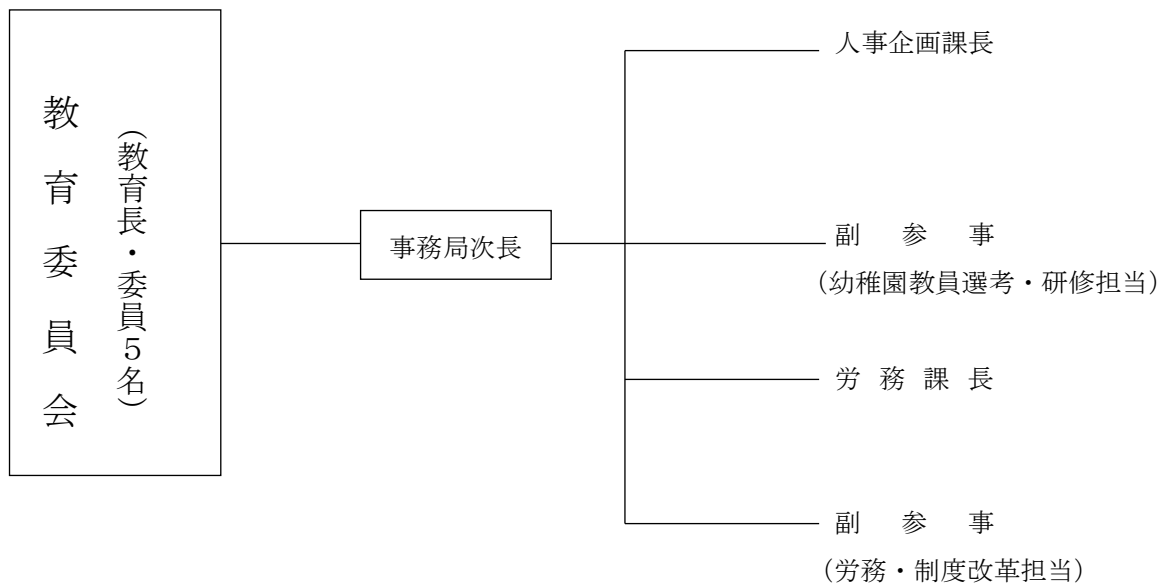 教育委員会
（教育長・委員５名）
事務局次長
人事企画課長
副　参　事
（幼稚園教員選考・研修担当）
労 務 課 長
副　参　事
（労務・制度改革担当）